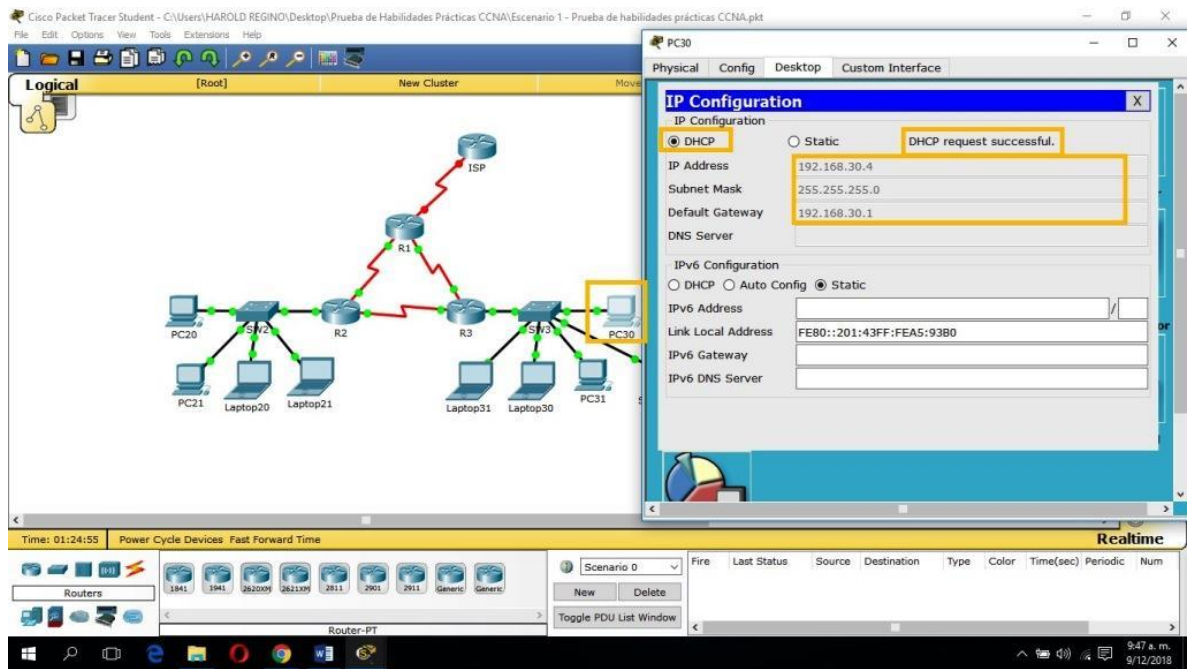 Cisco Packet Tracer Student - C:\Users\HAROLD REGINO\Desktop\Prueba de Habilidades Prácticas CCNA\Escenario 1 - Prueba de habilidades prácticas CCNA.pkt
File Edit Options View Tools Extensions Help
Logical [Root] New Cluster Move
ISP
R1
PC20
SW2
R2
R3
SW3
PC30
PC21
Laptop20
Laptop21
Laptop31
Laptop30
PC31
PC30
Physical Config Desktop Custom Interface
IP Configuration X
IP Configuration
DHCP Static DHCP request successful.
IP Address 192.168.30.4
Subnet Mask 255.255.255.0
Default Gateway 192.168.30.1
DNS Server
IPv6 Configuration
DHCP Auto Config Static
IPv6 Address /
Link Local Address FE80::201:43FF:FEA5:93B0
IPv6 Gateway
IPv6 DNS Server
Time: 01:24:55 Power Cycle Devices Fast Forward Time Realtime
Routers
1841 1941 2620XM 2621XM 2811 2901 2911 Generic Generic
Router-PT
Scenario 0
New Delete
Toggle PDU List Window
Fire Last Status Source Destination Type Color Time(sec) Periodic Num
9:47 a. m.
9/12/2018